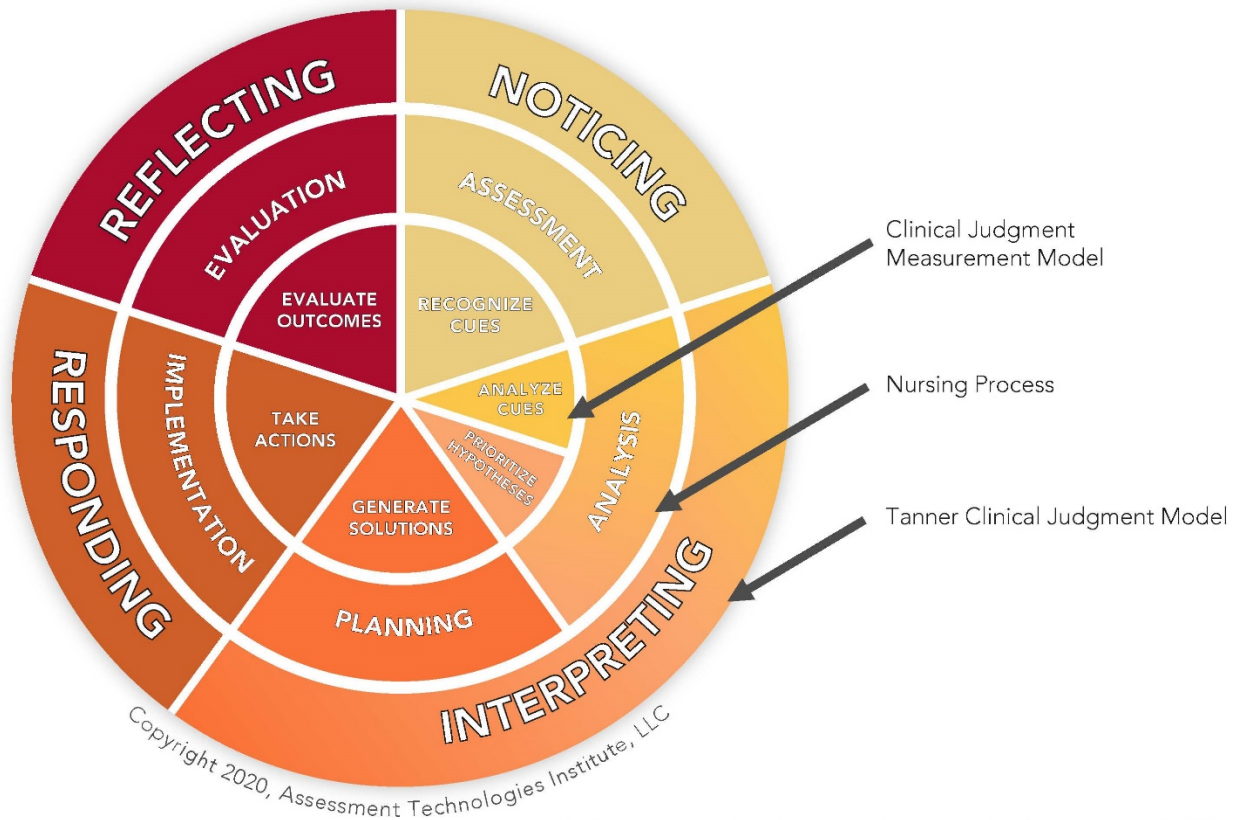 REFLECTING
NOTICING
EVALUATION
ASSESSMENT
EVALUATE
OUTCOMES
RECOGNIZE
CUES
Clinical Judgment
Measurement Model
RESPONDING
IMPLEMENTATION
TAKE
ACTIONS
ANALYZE
CUES
PRIORITIZE
HYPOTHESES
ANALYSIS
Nursing Process
GENERATE
SOLUTIONS
PLANNING
INTERPRETING
Tanner Clinical Judgment Model
Copyright 2020, Assessment Technologies Institute, LLC